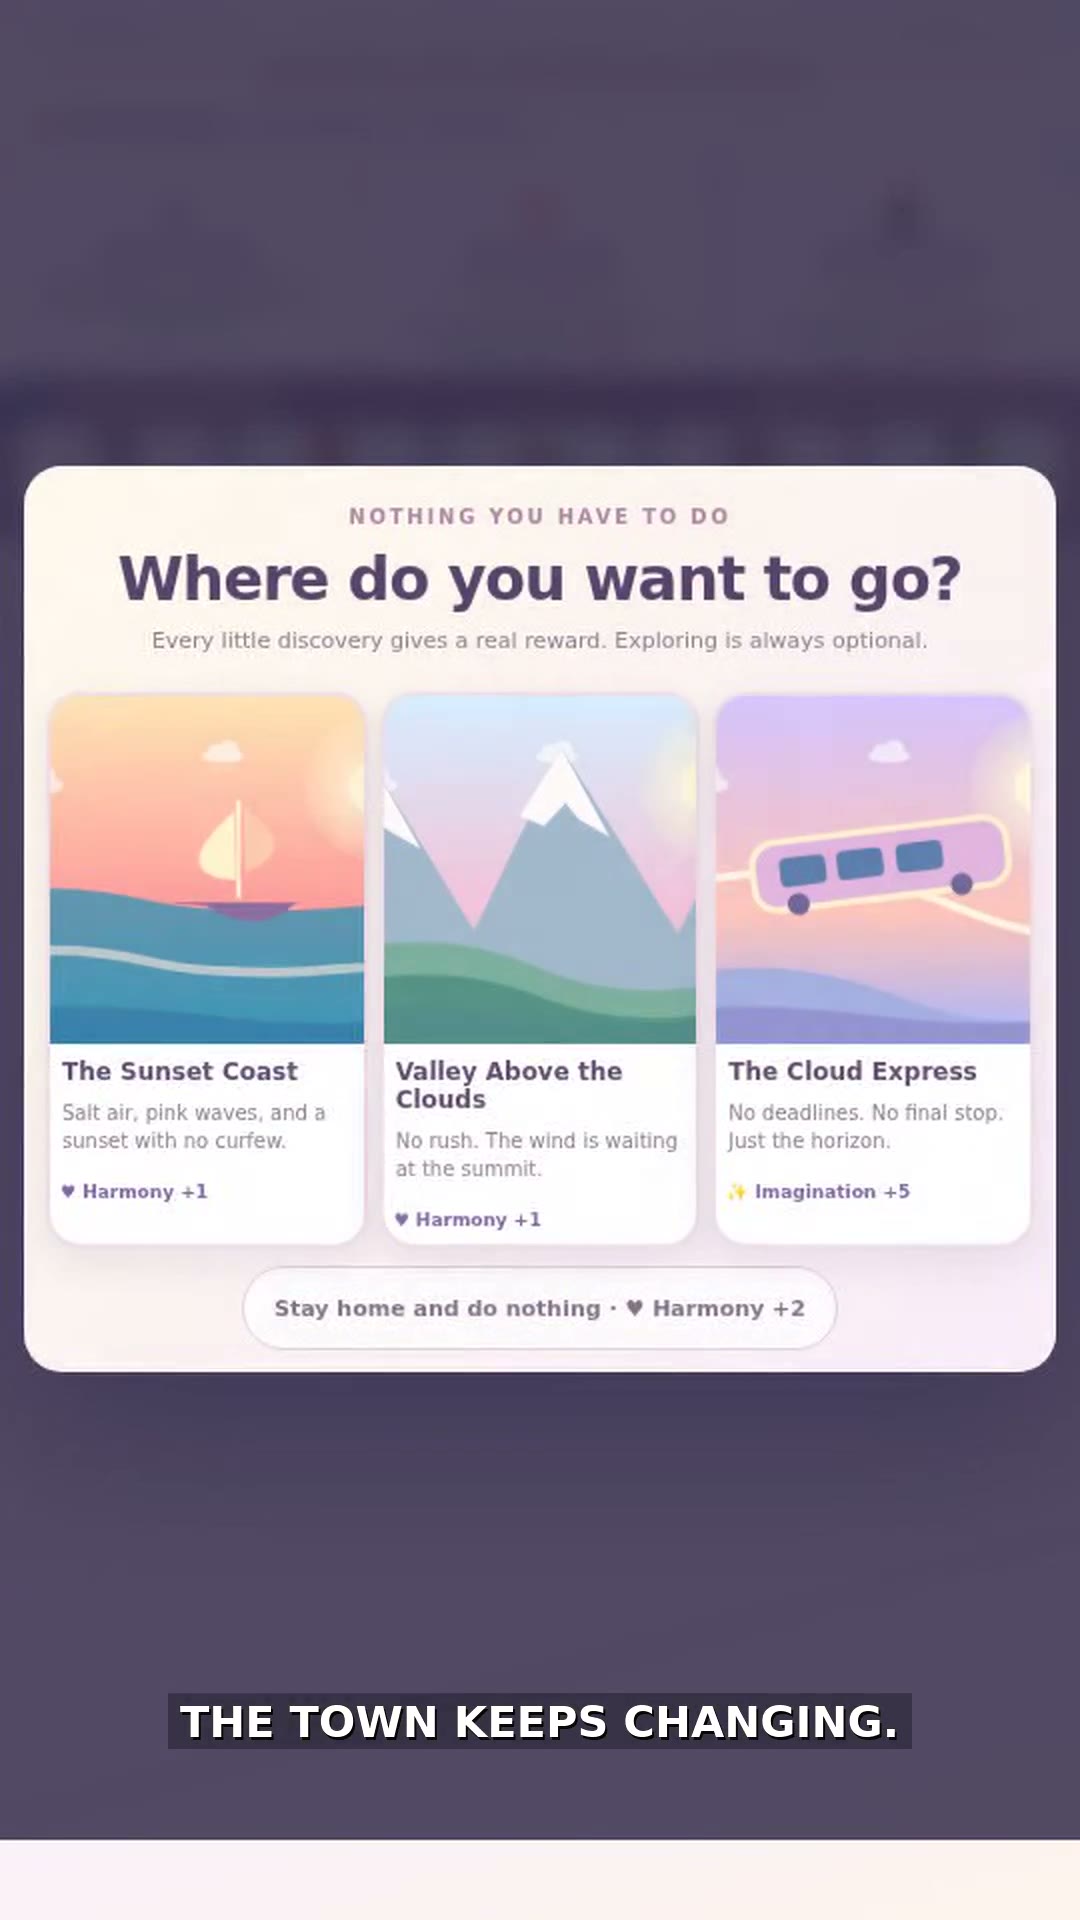 NOTHING YOU HAVE TO DO
Where do you want to go?
Every little discovery gives a real reward. Exploring is always optional.
The Sunset Coast
Salt air, pink waves, and a
sunset with no curfew.
♥ Harmony +1
Valley Above the
Clouds
No rush. The wind is waiting
at the summit.
♥ Harmony +1
The Cloud Express
No deadlines. No final stop.
Just the horizon.
✨ Imagination +5
Stay home and do nothing · ♥ Harmony +2
THE TOWN KEEPS CHANGING.